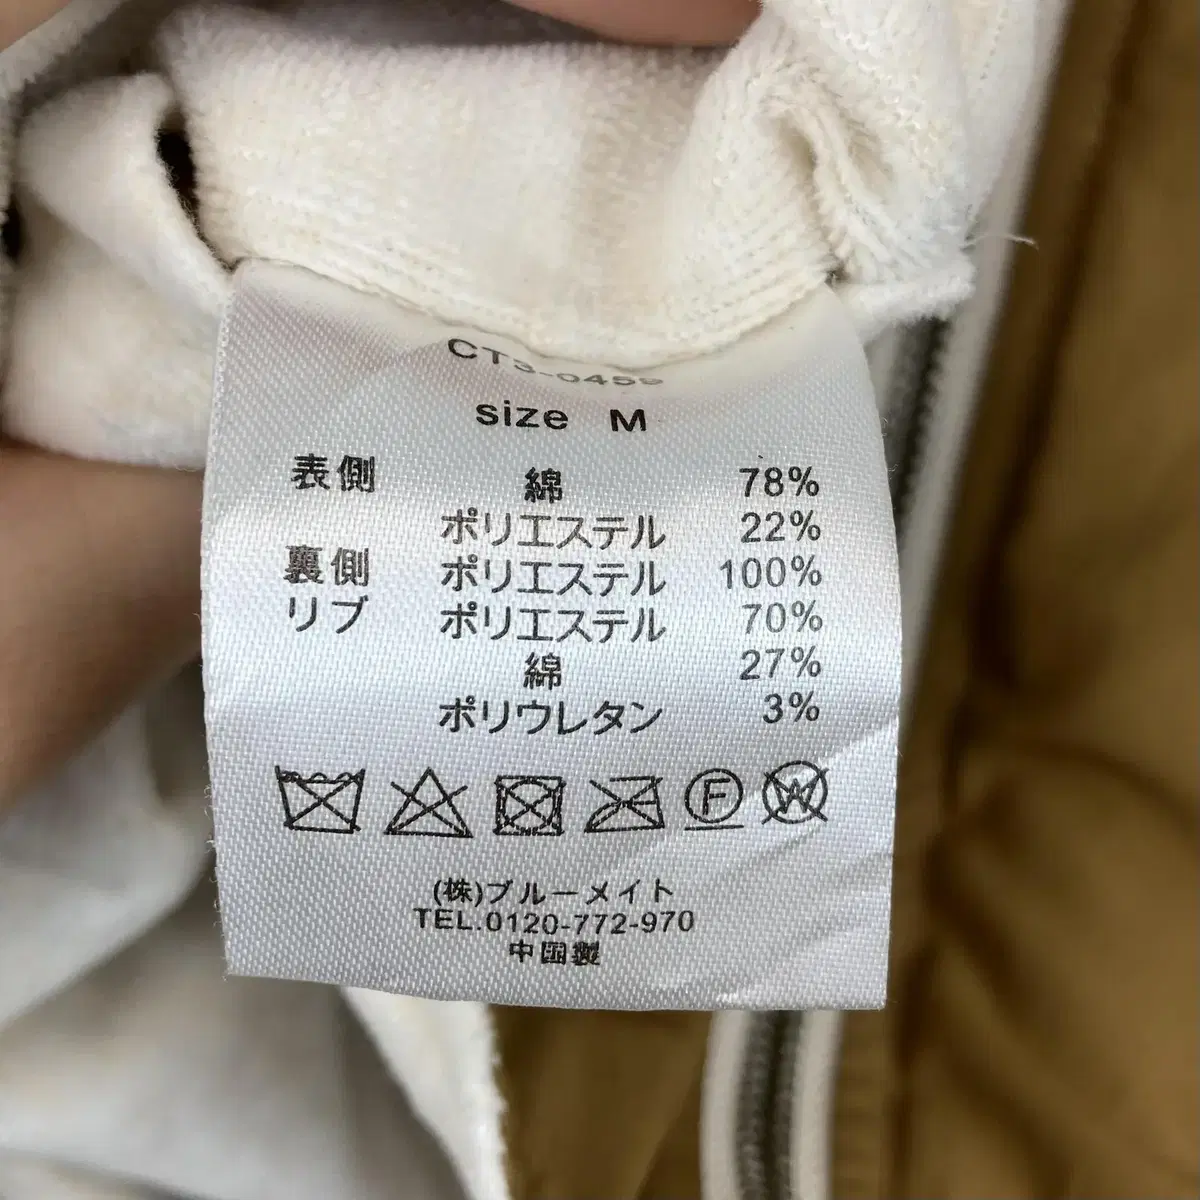 CT3-0459
size M
表側 綿 78%
ポリエステル 22%
裏側 ポリエステル 100%
リブ ポリエステル 70%
綿 27%
ポリウレタン 3%
F W
(株)ブルーメイト
TEL.0120-772-970
中国製